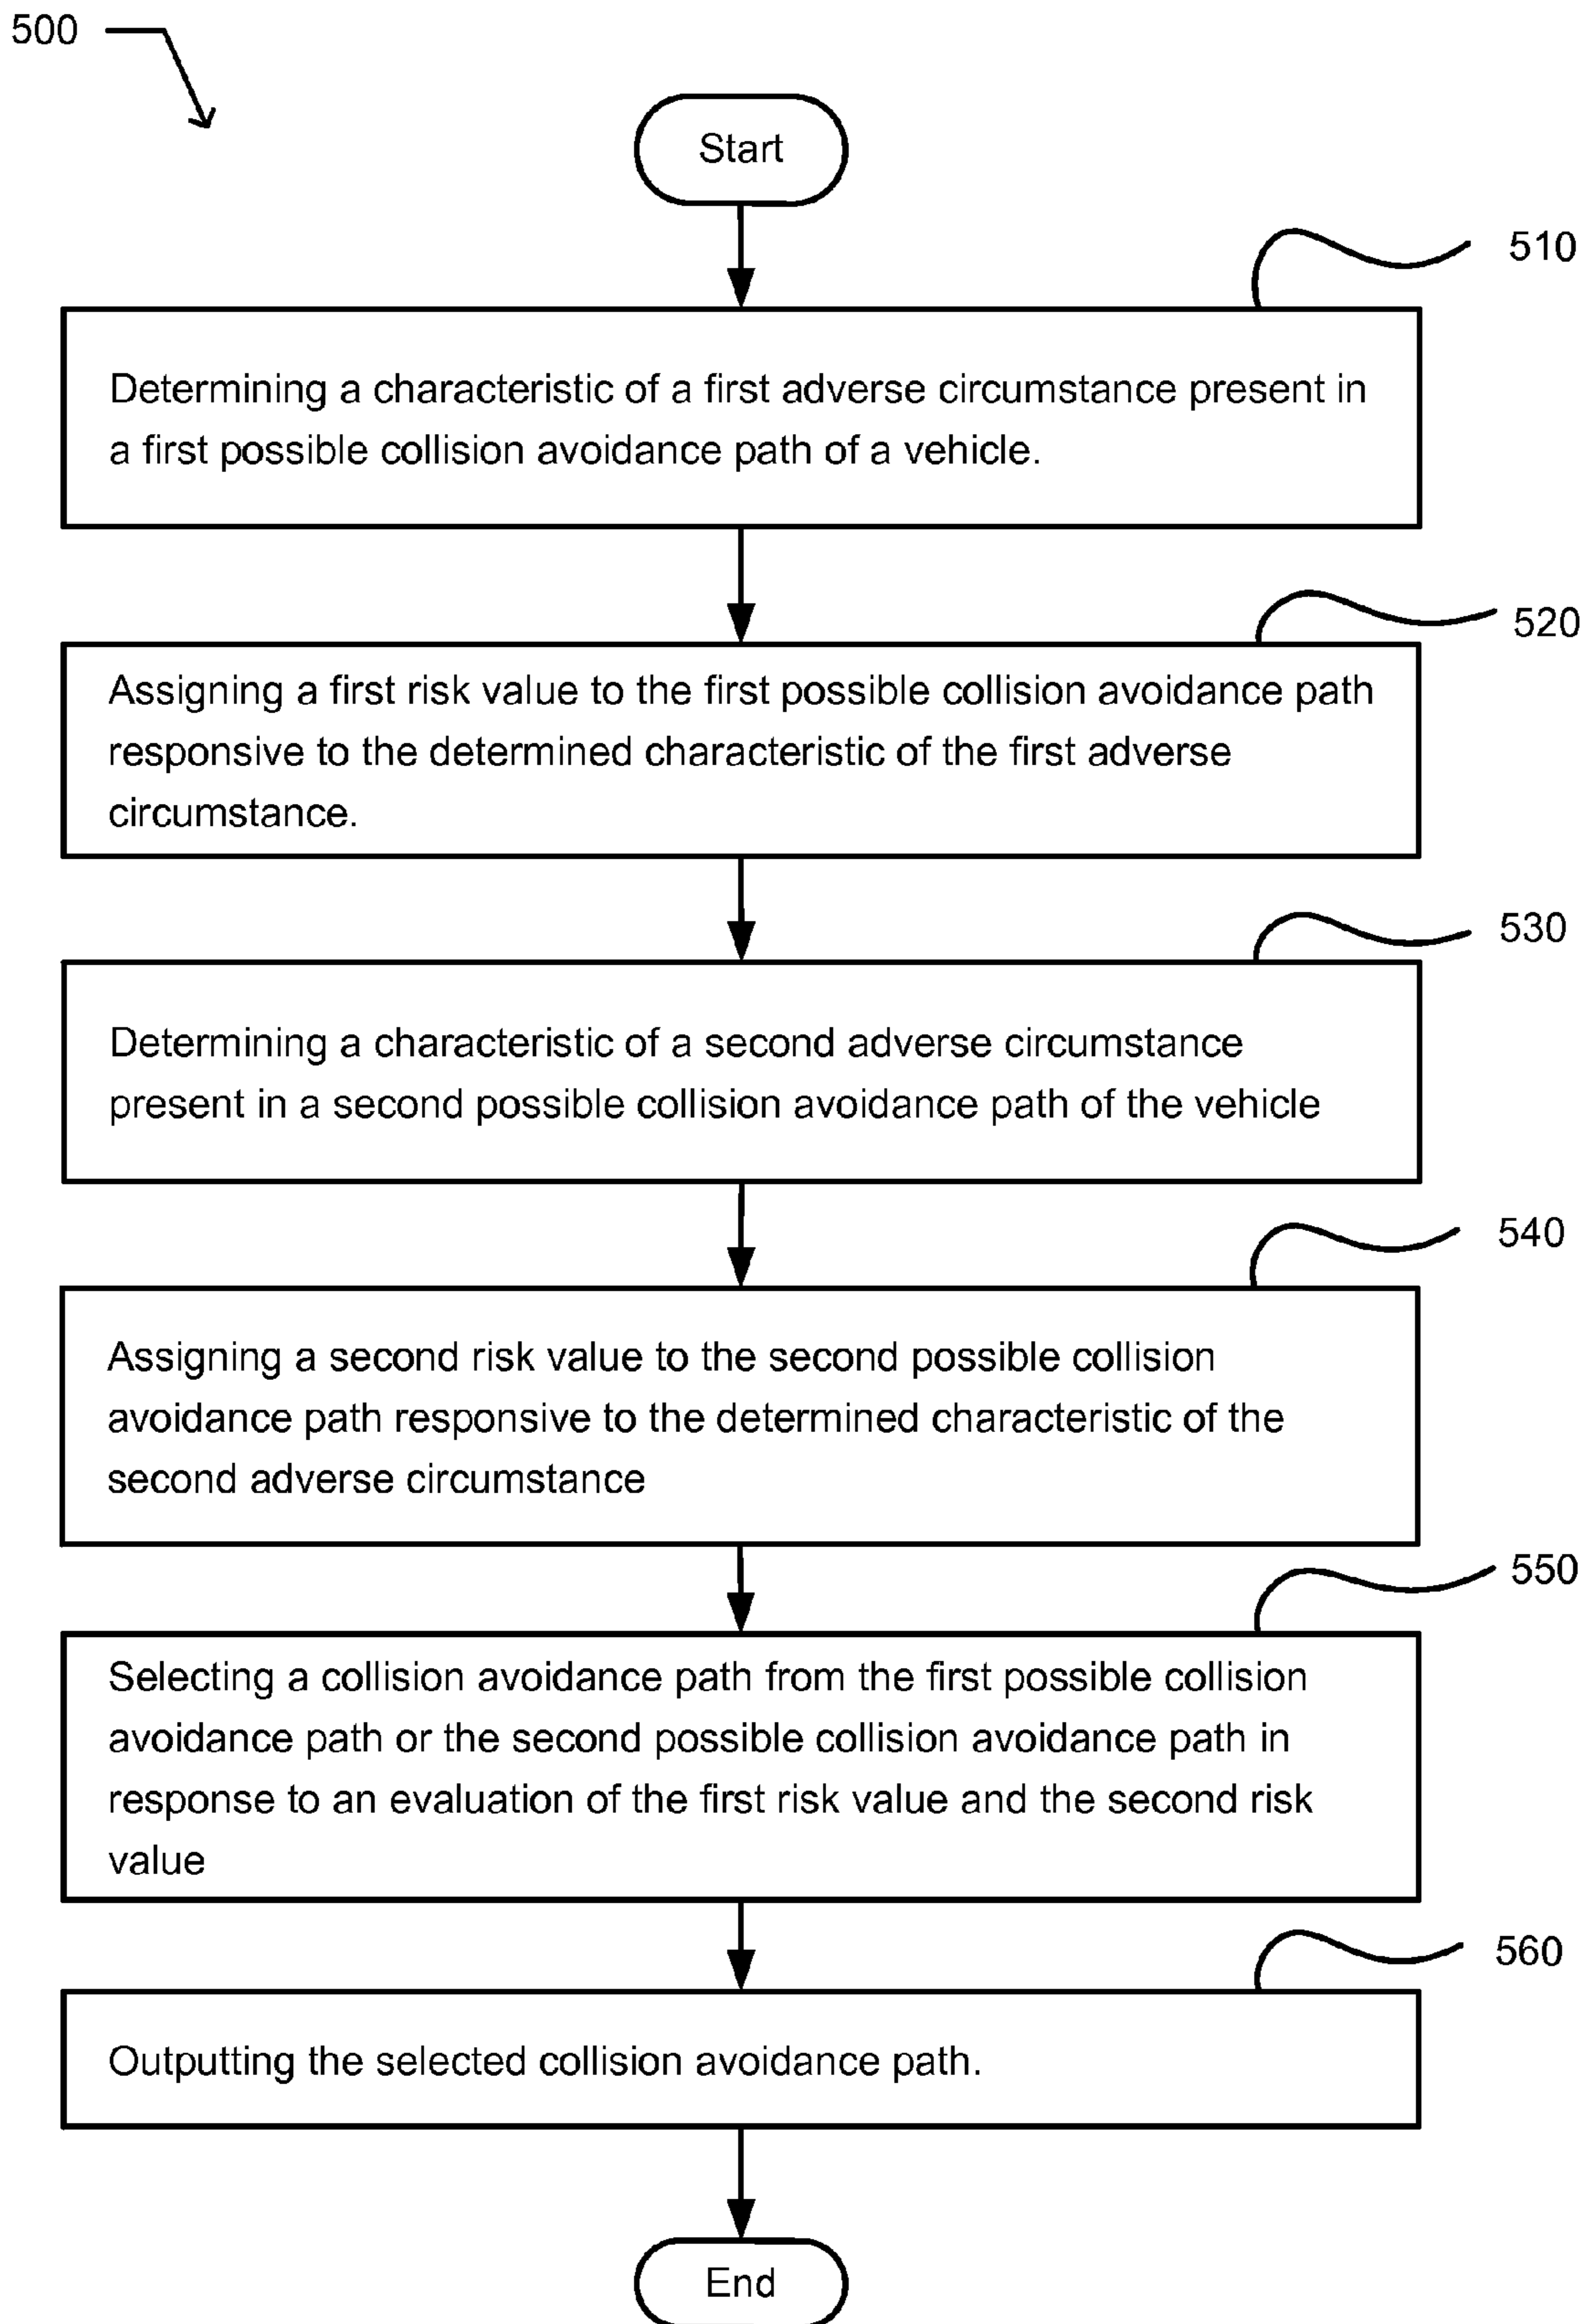 500
Start
510
Determining a characteristic of a first adverse circumstance present in
a first possible collision avoidance path of a vehicle.
520
Assigning a first risk value to the first possible collision avoidance path
responsive to the determined characteristic of the first adverse
circumstance.
530
Determining a characteristic of a second adverse circumstance
present in a second possible collision avoidance path of the vehicle
540
Assigning a second risk value to the second possible collision
avoidance path responsive to the determined characteristic of the
second adverse circumstance
550
Selecting a collision avoidance path from the first possible collision
avoidance path or the second possible collision avoidance path in
response to an evaluation of the first risk value and the second risk
value
560
Outputting the selected collision avoidance path.
End